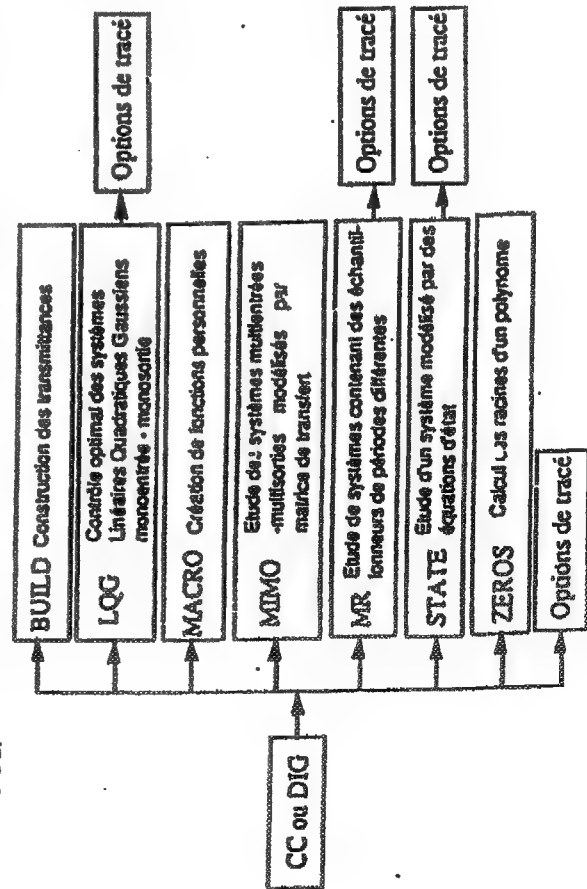 CC ou DIG
BUILD Construction des transmittances
LQG Contrôle optimal des systèmes
Linéaires Quadratiques Gaussiens
monoentrée - monosortie
Options de tracé
MACRO Création de fonctions personnelles
MIMO Etude de systèmes multientrées
-multisorties modélisés par
matrice de transfert
MR Etude de systèmes contenant des échantil-
lonneurs de périodes différentes
Options de tracé
STATE Etude d'un système modélisé par des
équations d'état
Options de tracé
ZEROS Calcul racines d'un polynome
Options de tracé